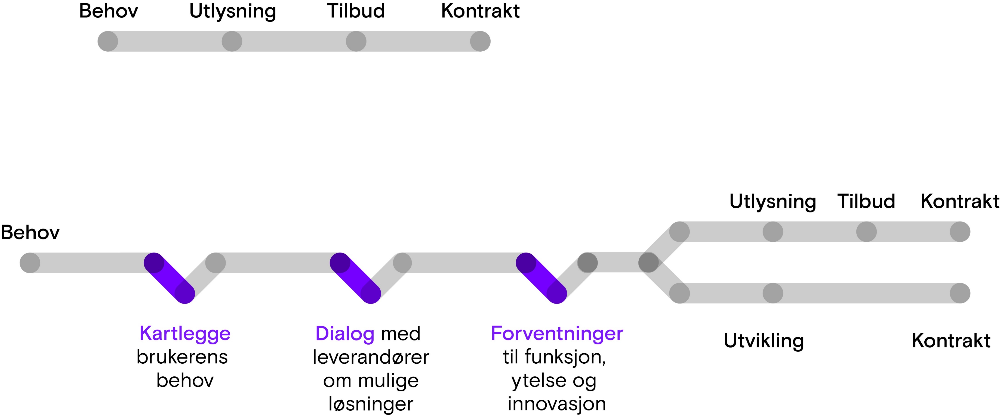 Behov Utlysning Tilbud Kontrakt
Utlysning Tilbud Kontrakt
Behov
Kartlegge
brukerens
behov
Dialog med
leverandører
om mulige
løsninger
Forventninger
til funksjon,
ytelse og
innovasjon
Utvikling Kontrakt